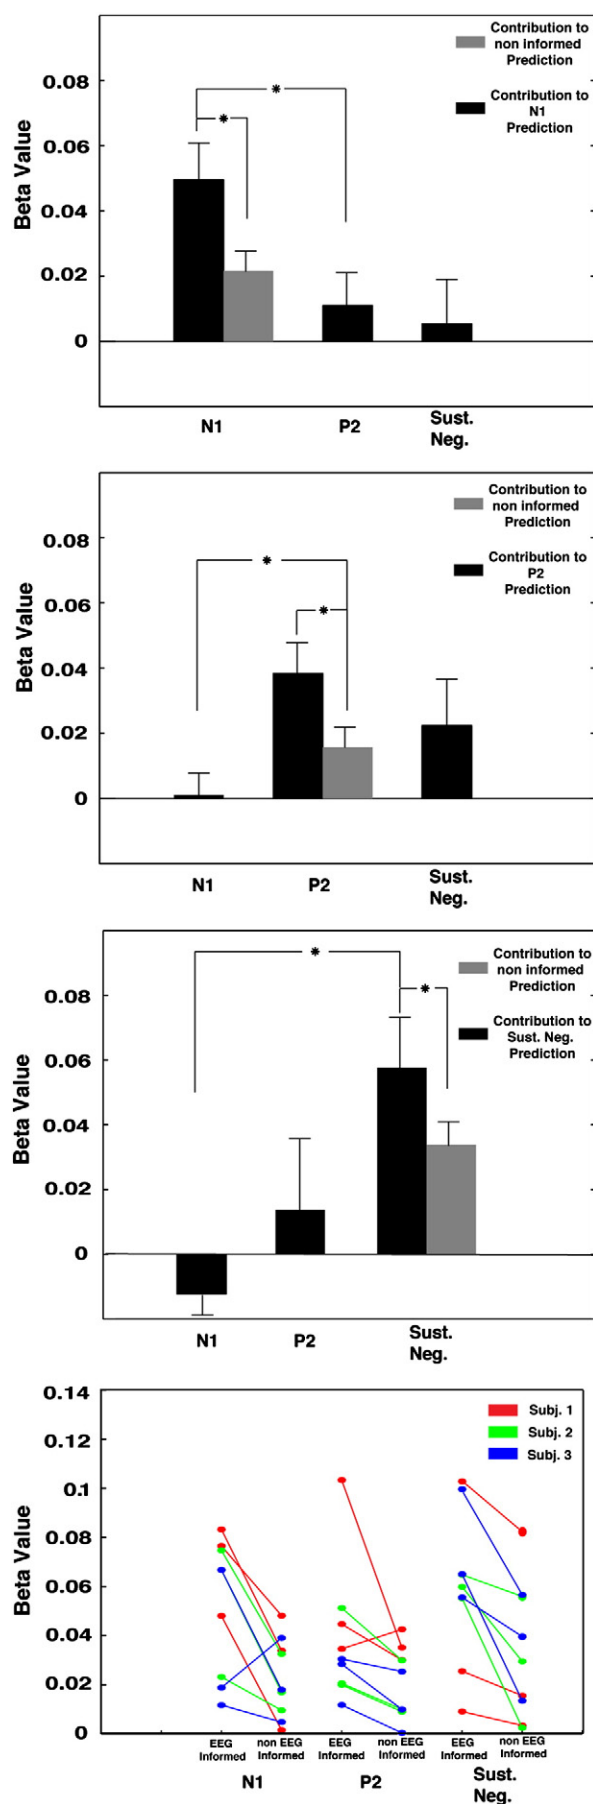 Contribution to
non informed
Prediction
Contribution to
N1
Prediction
Beta Value
0.08
0.06
0.04
0.02
0
*
*
N1
P2
Sust.
Neg.
Contribution to
non informed
Prediction
Contribution to
P2
Prediction
Beta Value
0.08
0.06
0.04
0.02
0
*
*
N1
P2
Sust.
Neg.
Contribution to
non informed
Prediction
Contribution to
Sust. Neg.
Prediction
Beta Value
0.08
0.06
0.04
0.02
0
*
*
N1
P2
Sust.
Neg.
Beta Value
0.14
0.12
0.1
0.08
0.06
0.04
0.02
0
Subj. 1
Subj. 2
Subj. 3
EEG
Informed
non EEG
Informed
EEG
Informed
non EEG
Informed
EEG
Informed
non EEG
Informed
N1
P2
Sust.
Neg.